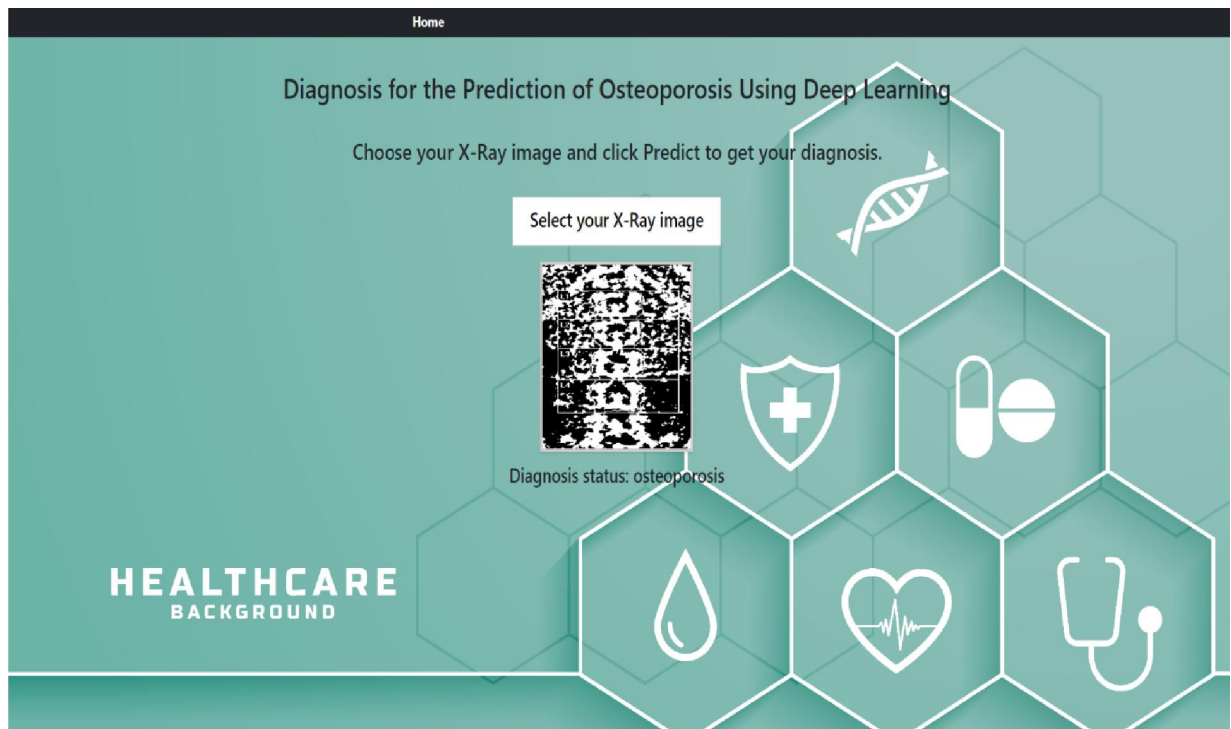 Home
Diagnosis for the Prediction of Osteoporosis Using Deep Learning
Choose your X-Ray image and click Predict to get your diagnosis.
Select your X-Ray image
Diagnosis status: osteoporosis
HEALTHCARE
BACKGROUND